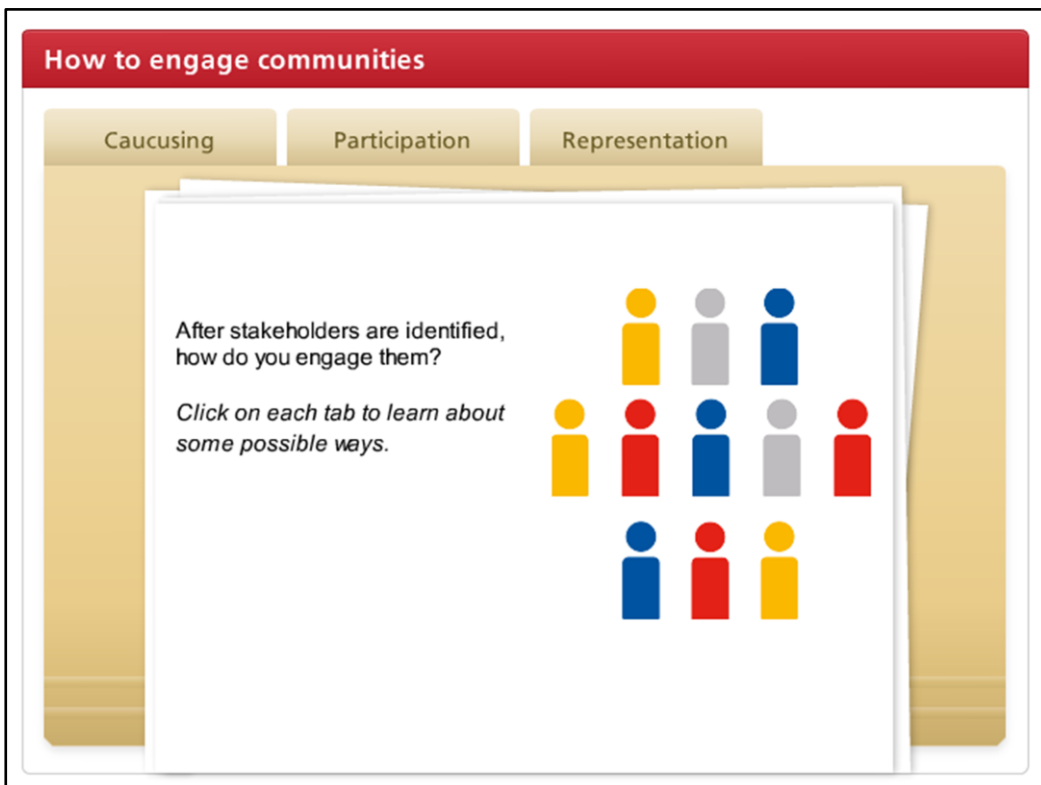 How to engage communities
Caucusing
Participation
Representation
After stakeholders are identified,
how do you engage them?
Click on each tab to learn about
some possible ways.